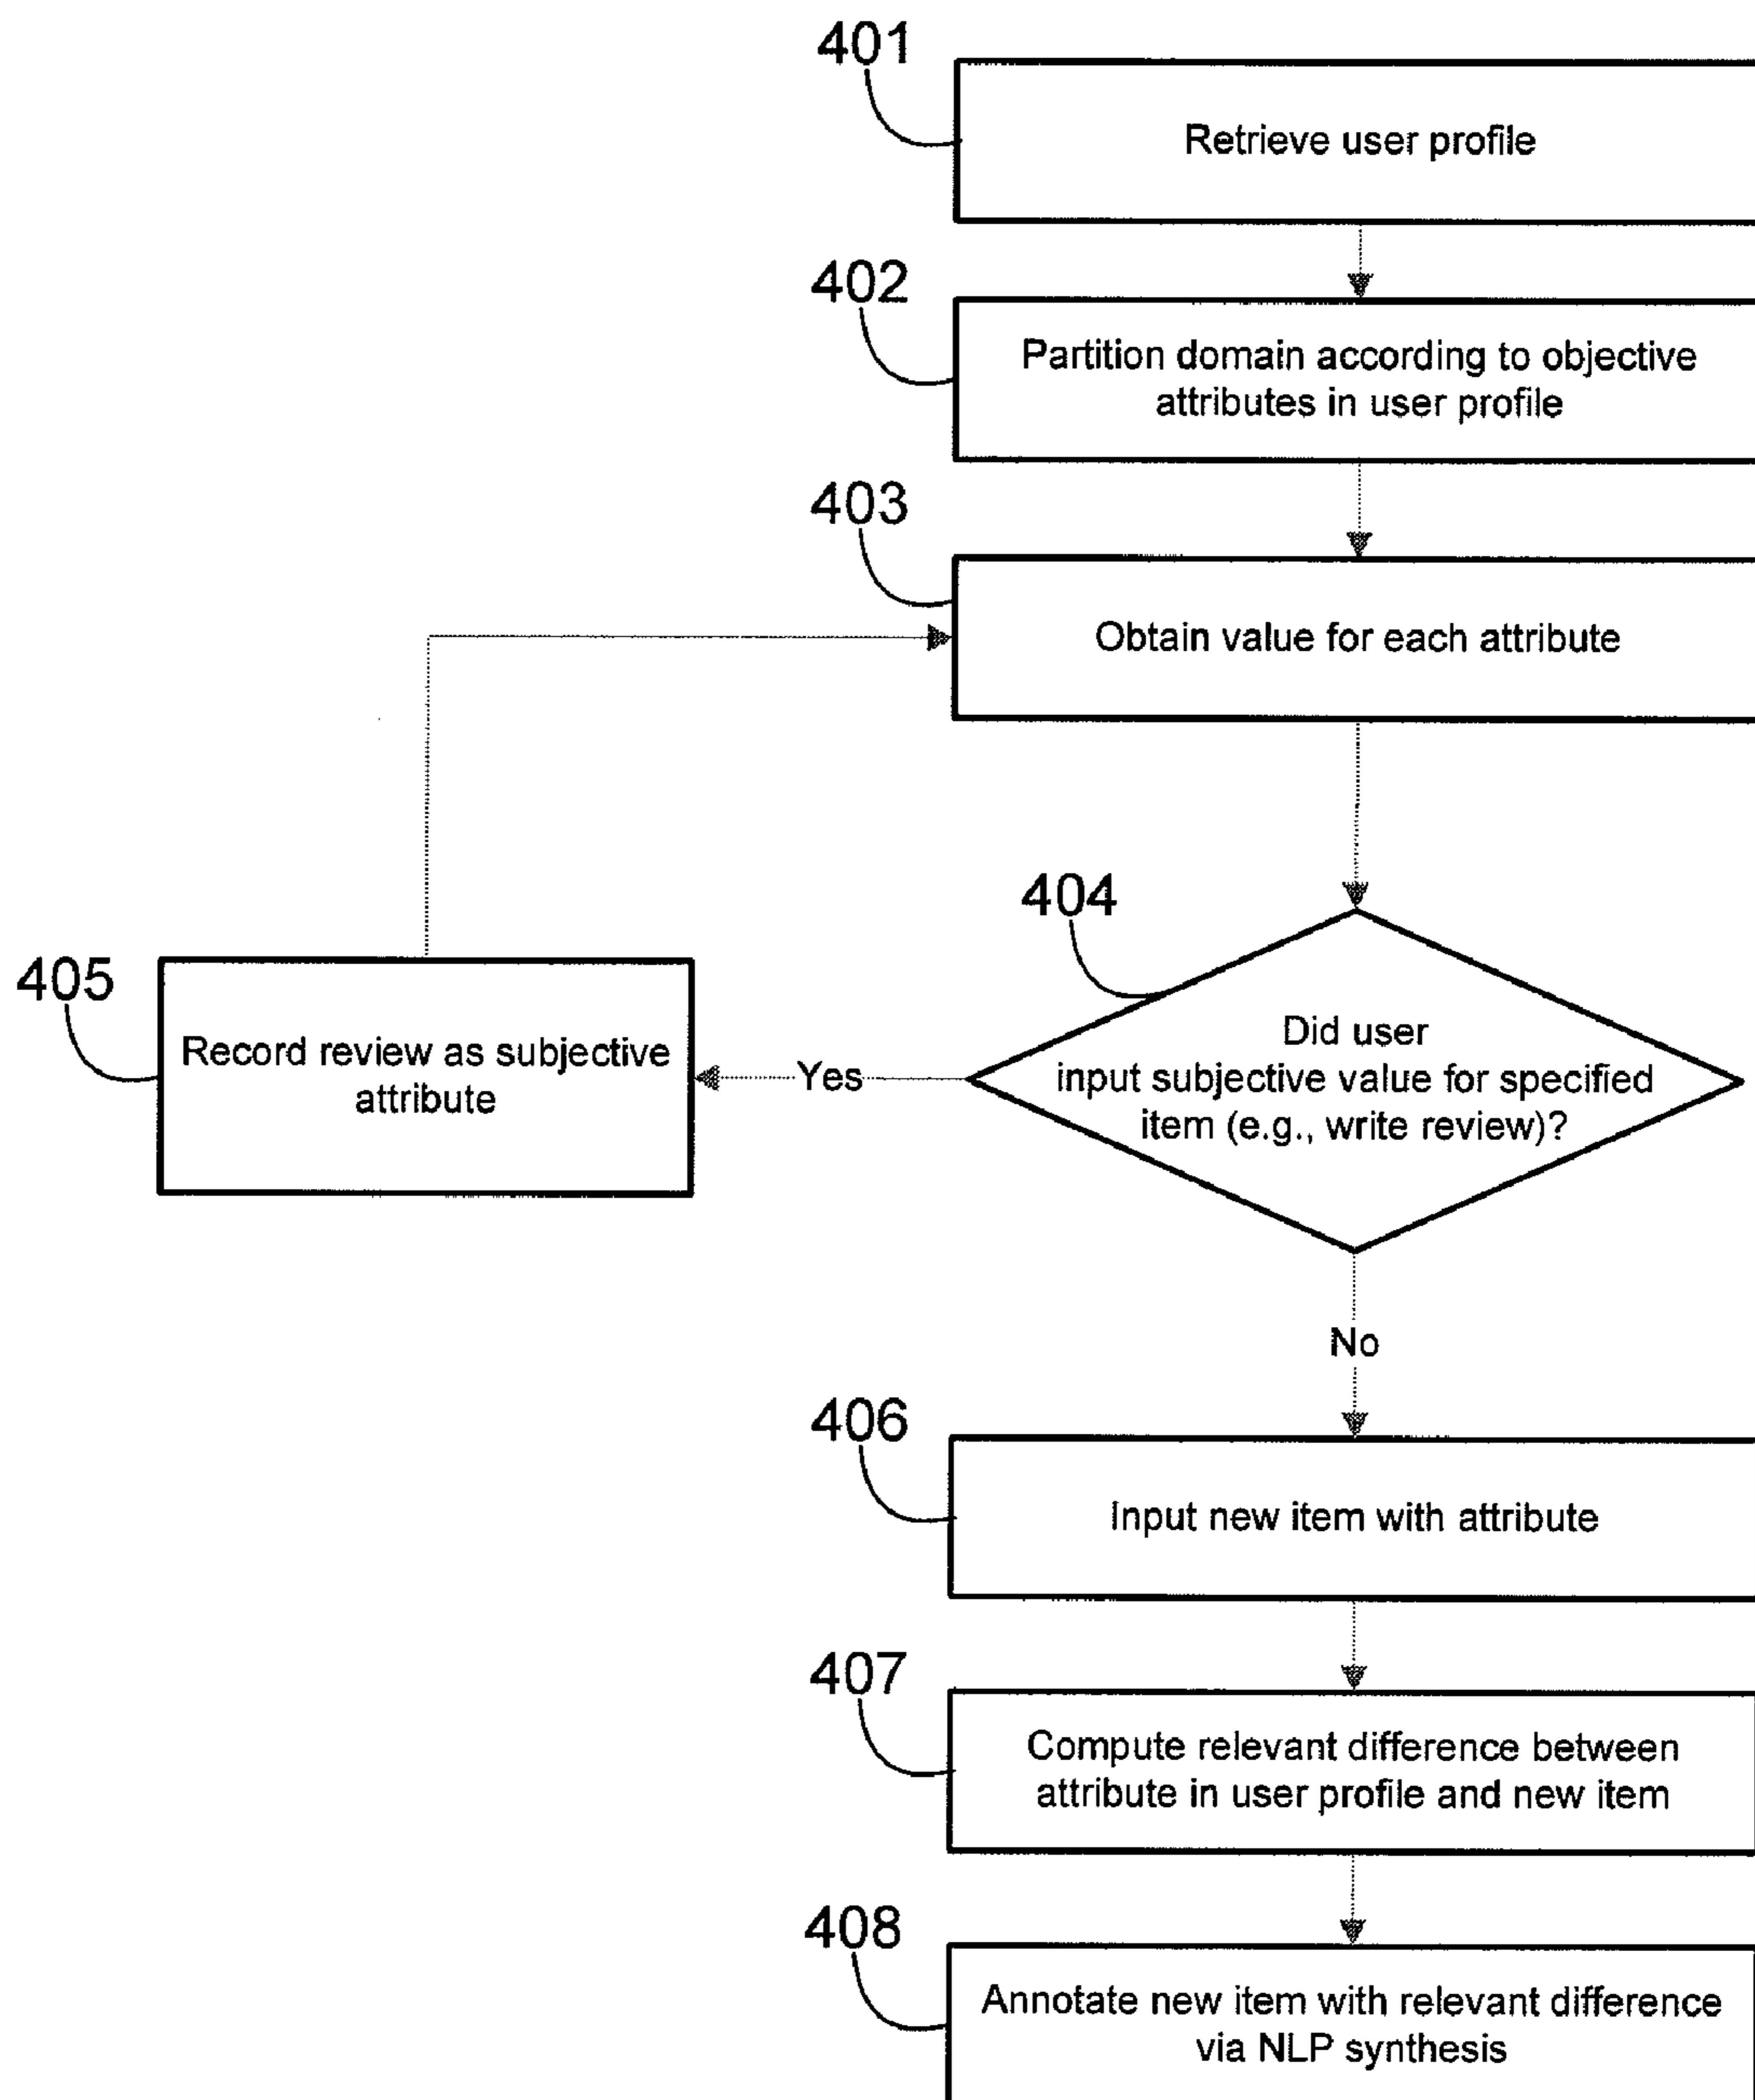 401
Retrieve user profile
402
Partition domain according to objective
attributes in user profile
403
Obtain value for each attribute
404
Did user
input subjective value for specified
item (e.g., write review)?
405
Record review as subjective
attribute
Yes
No
406
Input new item with attribute
407
Compute relevant difference between
attribute in user profile and new item
408
Annotate new item with relevant difference
via NLP synthesis